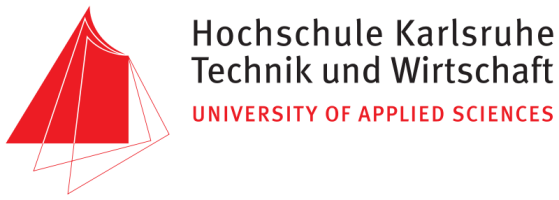 Hochschule Karlsruhe
Technik und Wirtschaft
UNIVERSITY OF APPLIED SCIENCES